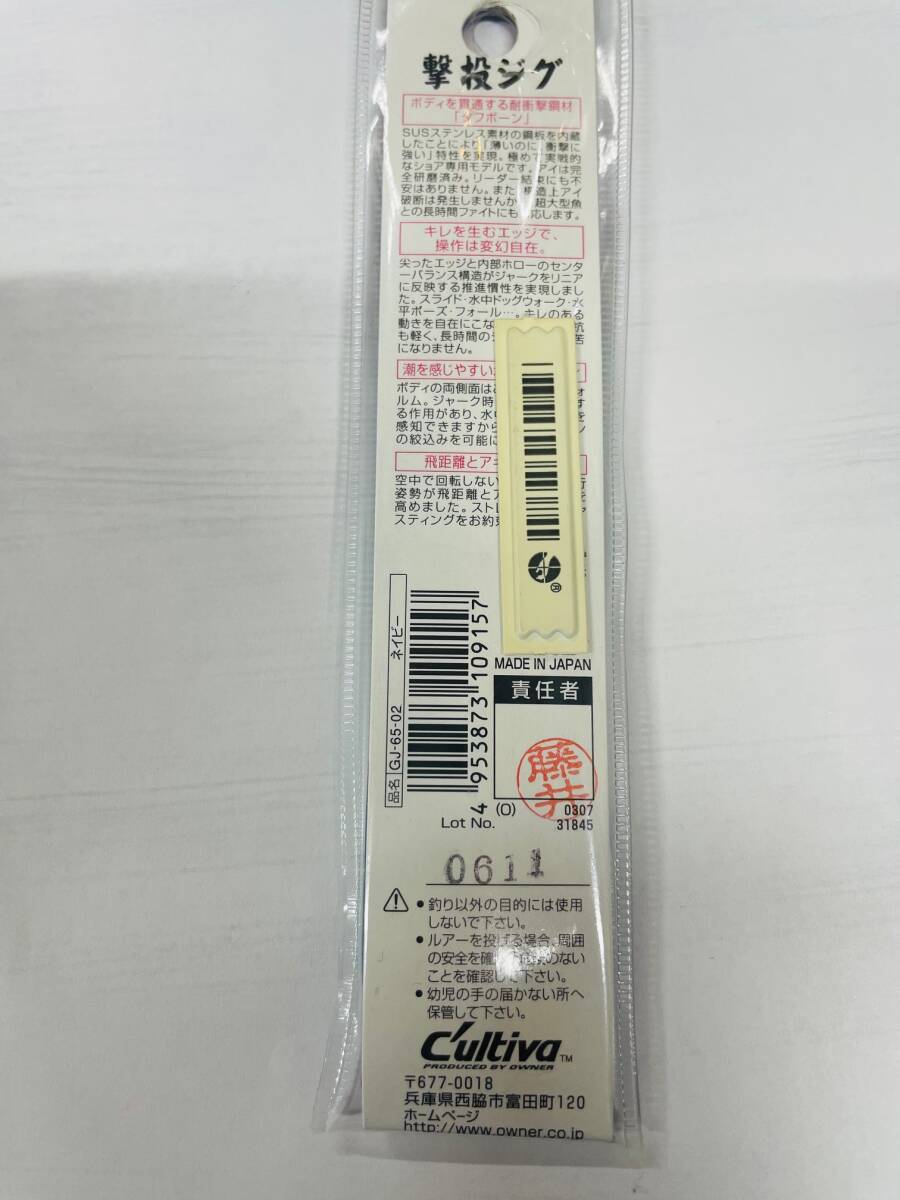 撃投ジグ
ボディを貫通する耐衝撃鋼材
「タフボーン」
SUSステンレス素材の鋼板を内蔵
したことにより「薄いのに、衝撃に
強い」特性を発現。極めて実戦的
なショア専用モデルです。アイは完
全研磨済み。リーダー結束にも不
安はありません。また、構造上アイ
破断は発生しませんか 超大型魚
との長時間ファイトにも 応します。
キレを生むエッジで、
操作は変幻自在。
尖ったエッジと内部ホローのセンタ
ーバランス構造がジャークをリニア
に反映する推進慣性を実現しまし
た。スライド・水中ドッグウォーク・水
平ポーズ・フォール…。キレのある
動きを自在にこな 抗
も軽く、長時間の 苦
になりません。
潮を感じやすい
ボディの両側面は フォ
ルム。ジャーク時 す
る作用があり、水中 を
感知できますから ン
の絞込みを可能に
飛距離とア
空中で回転しない 行
姿勢が飛距離とア を
高めました。スト ャ
スティングをお約束
品名 GJ-65-02 ネイビー
4 953873 109157
MADE IN JAPAN
責任者
藤井
(O) 0307
Lot No. 31845
0611
●釣り以外の目的には使用
しないで下さい。
●ルアーを投げる場合、周囲
の安全を確 のない
ことを確認して下さい。
●幼児の手の届かない所へ
保管して下さい。
C'ultiva™
PRODUCED BY OWNER
〒677-0018
兵庫県西脇市富田町120
ホームページ
http://www.owner.co.jp